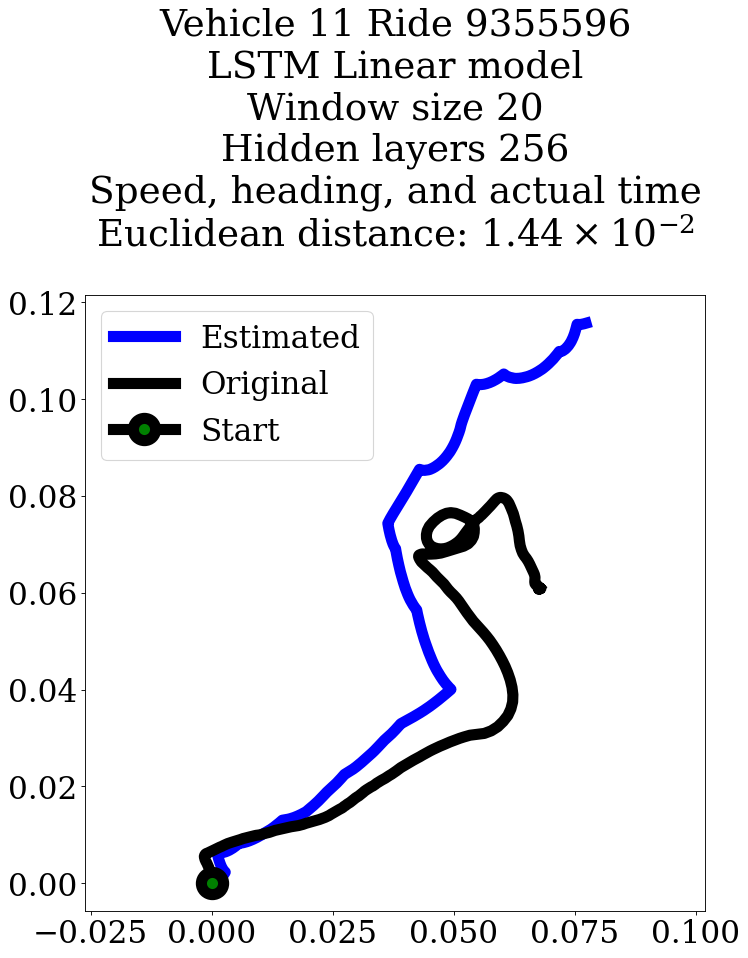 Vehicle 11 Ride 9355596
LSTM Linear model
Window size 20
Hidden layers 256
Speed, heading, and actual time
Euclidean distance: 1.44 × 10⁻²
0.12
Estimated
Original
Start
0.10
0.08
0.06
0.04
0.02
0.00
−0.025 0.000 0.025 0.050 0.075 0.100